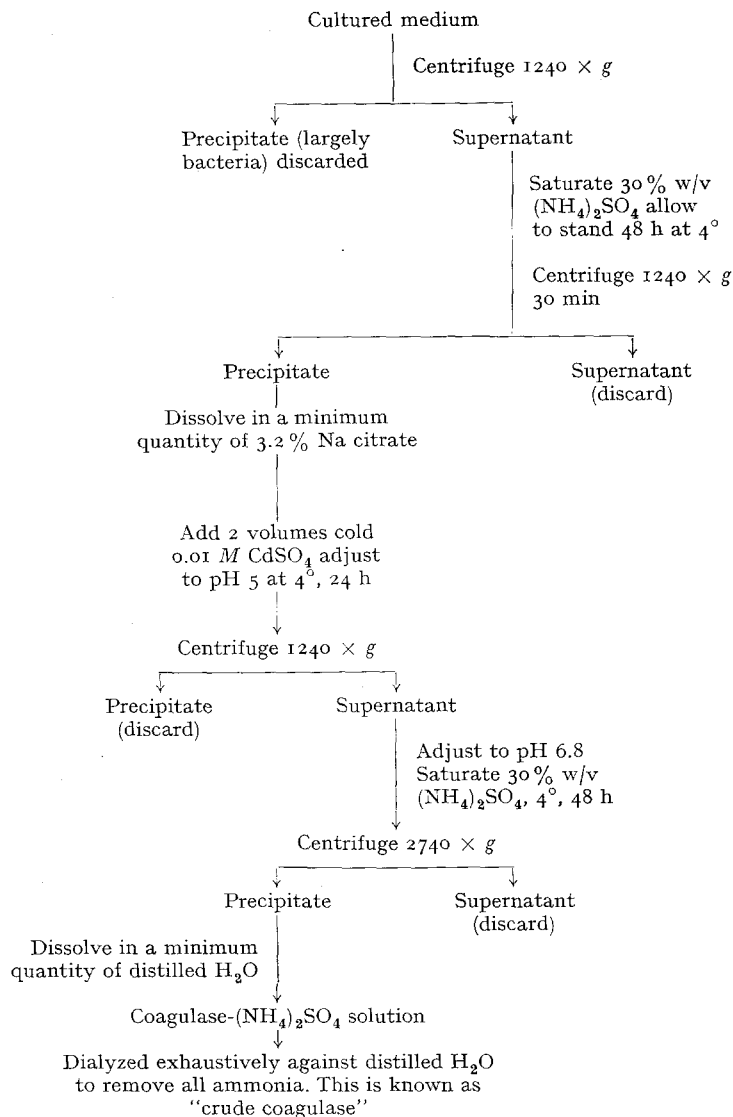 Cultured medium
Centrifuge 1240 × g
Precipitate (largely
bacteria) discarded
Supernatant
Saturate 30% w/v
(NH₄)₂SO₄ allow
to stand 48 h at 4°
Centrifuge 1240 × g
30 min
Precipitate
Supernatant
(discard)
Dissolve in a minimum
quantity of 3.2% Na citrate
Add 2 volumes cold
0.01 M CdSO₄ adjust
to pH 5 at 4°, 24 h
Centrifuge 1240 × g
Precipitate
(discard)
Supernatant
Adjust to pH 6.8
Saturate 30% w/v
(NH₄)₂SO₄, 4°, 48 h
Centrifuge 2740 × g
Precipitate
Supernatant
(discard)
Dissolve in a minimum
quantity of distilled H₂O
Coagulase-(NH₄)₂SO₄ solution
Dialyzed exhaustively against distilled H₂O
to remove all ammonia. This is known as
"crude coagulase"